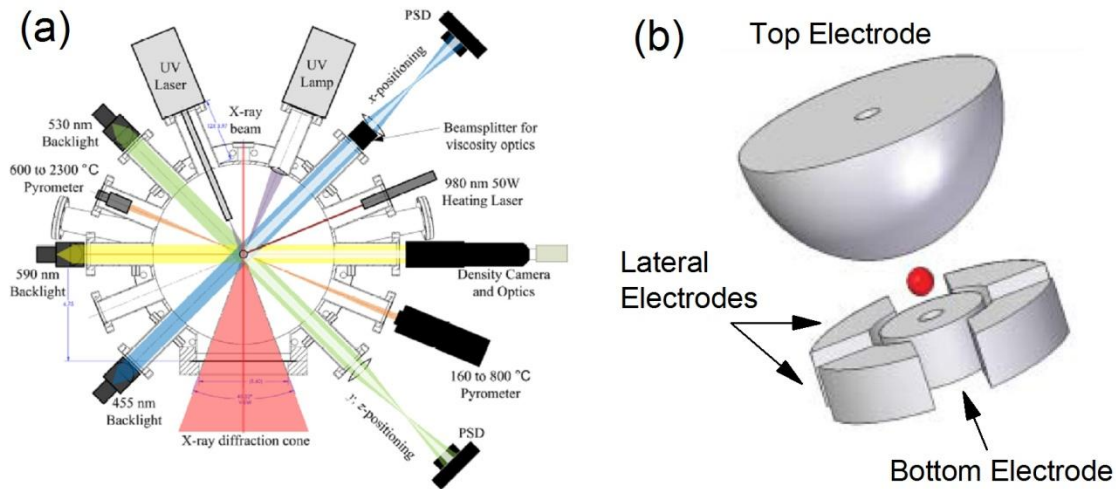 (a)
UV
Laser
UV
Lamp
PSD
x-positioning
X-ray
beam
Beamsplitter for
viscosity optics
530 nm
Backlight
600 to 2300 °C
Pyrometer
980 nm 50W
Heating Laser
590 nm
Backlight
Density Camera
and Optics
455 nm
Backlight
160 to 800 °C
Pyrometer
y, z-positioning
X-ray diffraction cone
PSD
(b)
Top Electrode
Lateral
Electrodes
Bottom Electrode